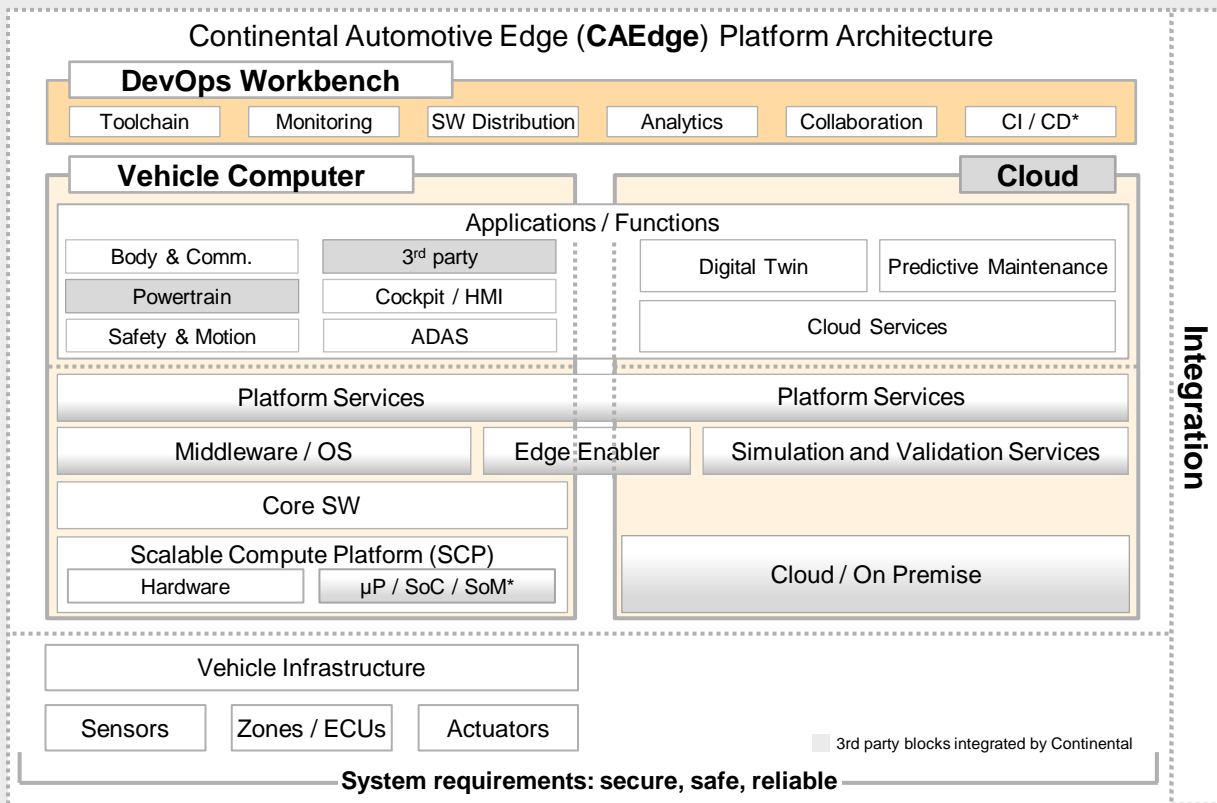 Continental Automotive Edge (CAEdge) Platform Architecture
DevOps Workbench
Toolchain
Monitoring
SW Distribution
Analytics
Collaboration
CI / CD*
Vehicle Computer
Cloud
Applications / Functions
Body & Comm.
3rd party
Powertrain
Cockpit / HMI
Safety & Motion
ADAS
Digital Twin
Predictive Maintenance
Cloud Services
Platform Services
Platform Services
Middleware / OS
Edge Enabler
Simulation and Validation Services
Core SW
Scalable Compute Platform (SCP)
Hardware
µP / SoC / SoM*
Cloud / On Premise
Integration
Vehicle Infrastructure
Sensors
Zones / ECUs
Actuators
3rd party blocks integrated by Continental
System requirements: secure, safe, reliable